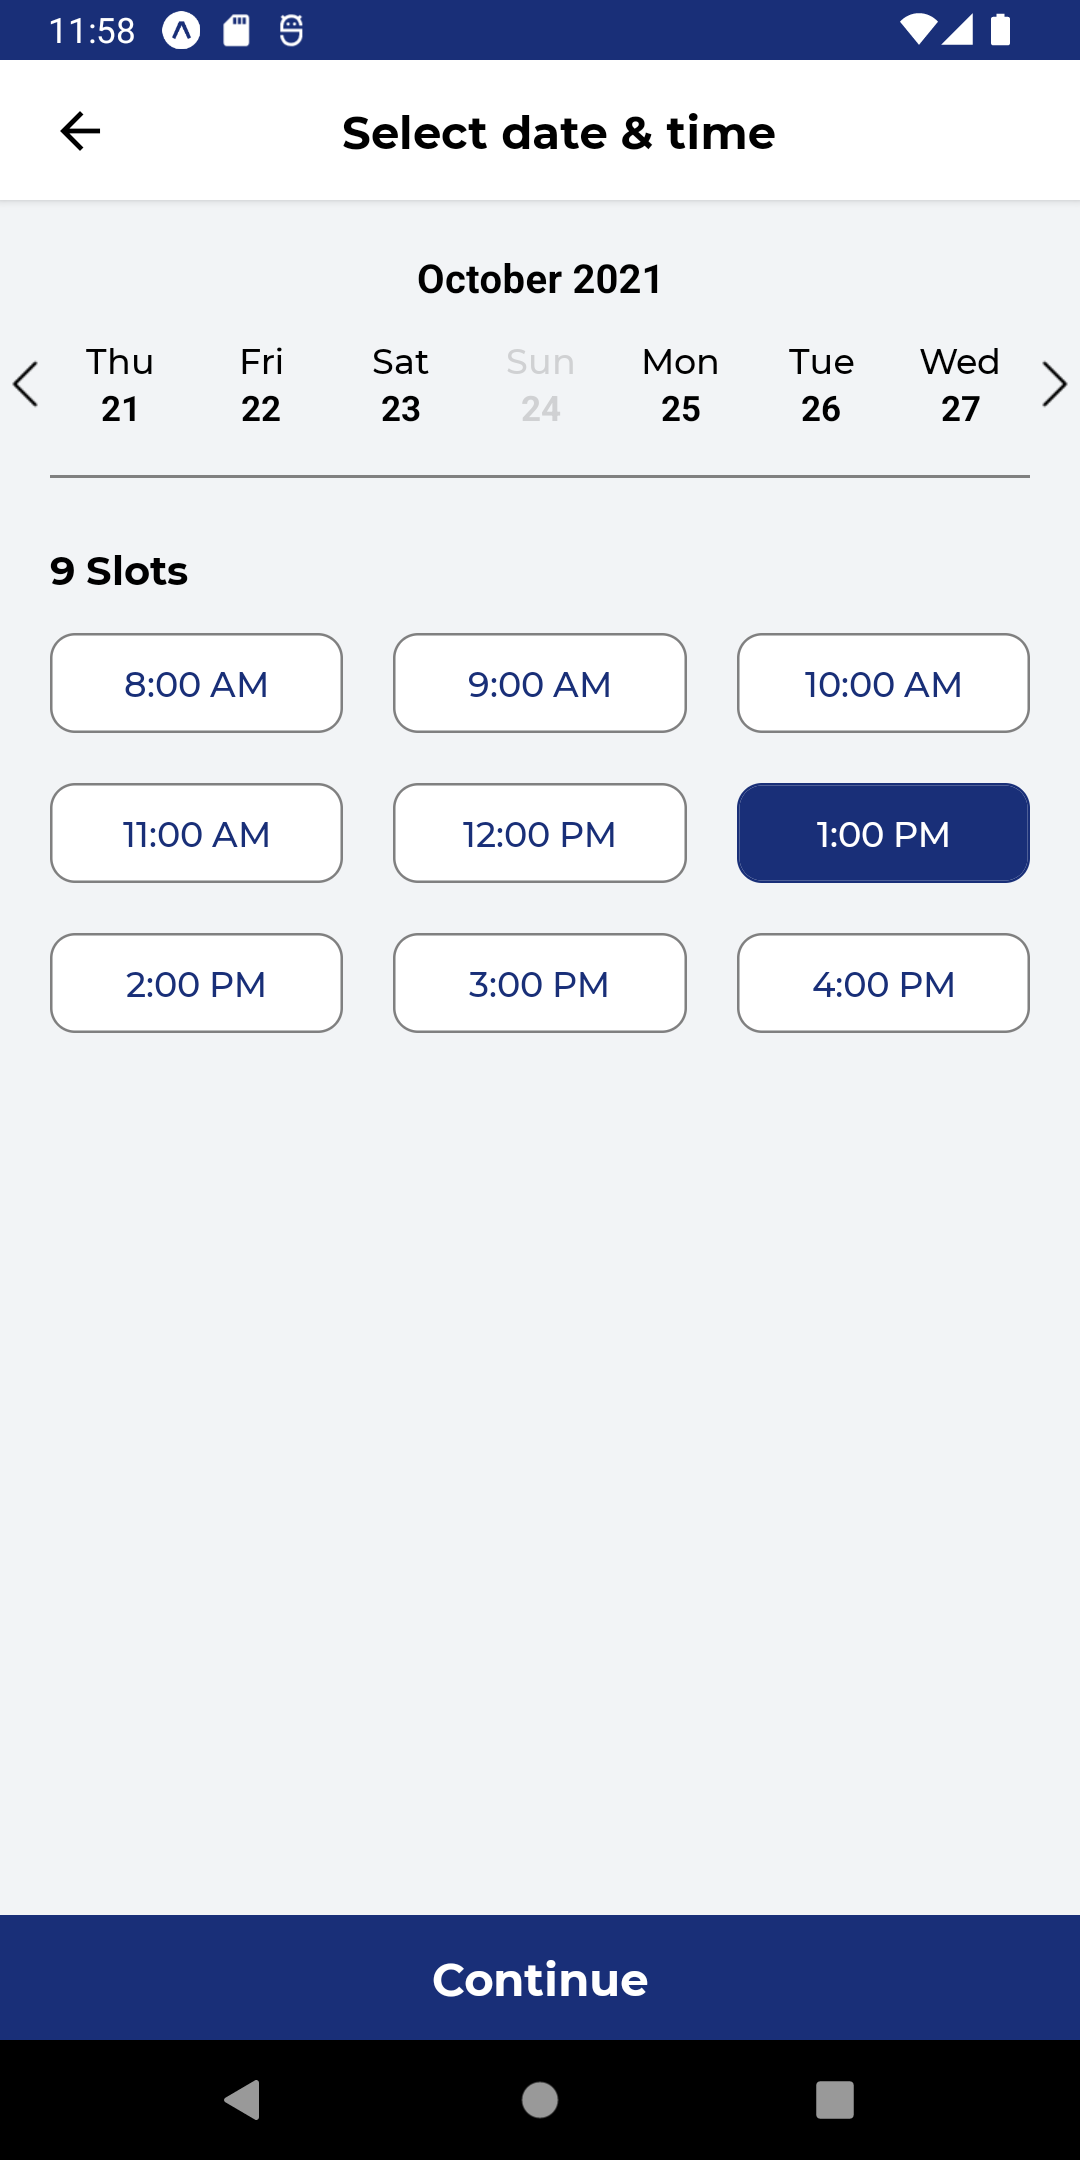 11:58
Select date & time
October 2021
Thu Fri Sat Sun Mon Tue Wed
21 22 23 24 25 26 27
9 Slots
8:00 AM 9:00 AM 10:00 AM
11:00 AM 12:00 PM 1:00 PM
2:00 PM 3:00 PM 4:00 PM
Continue